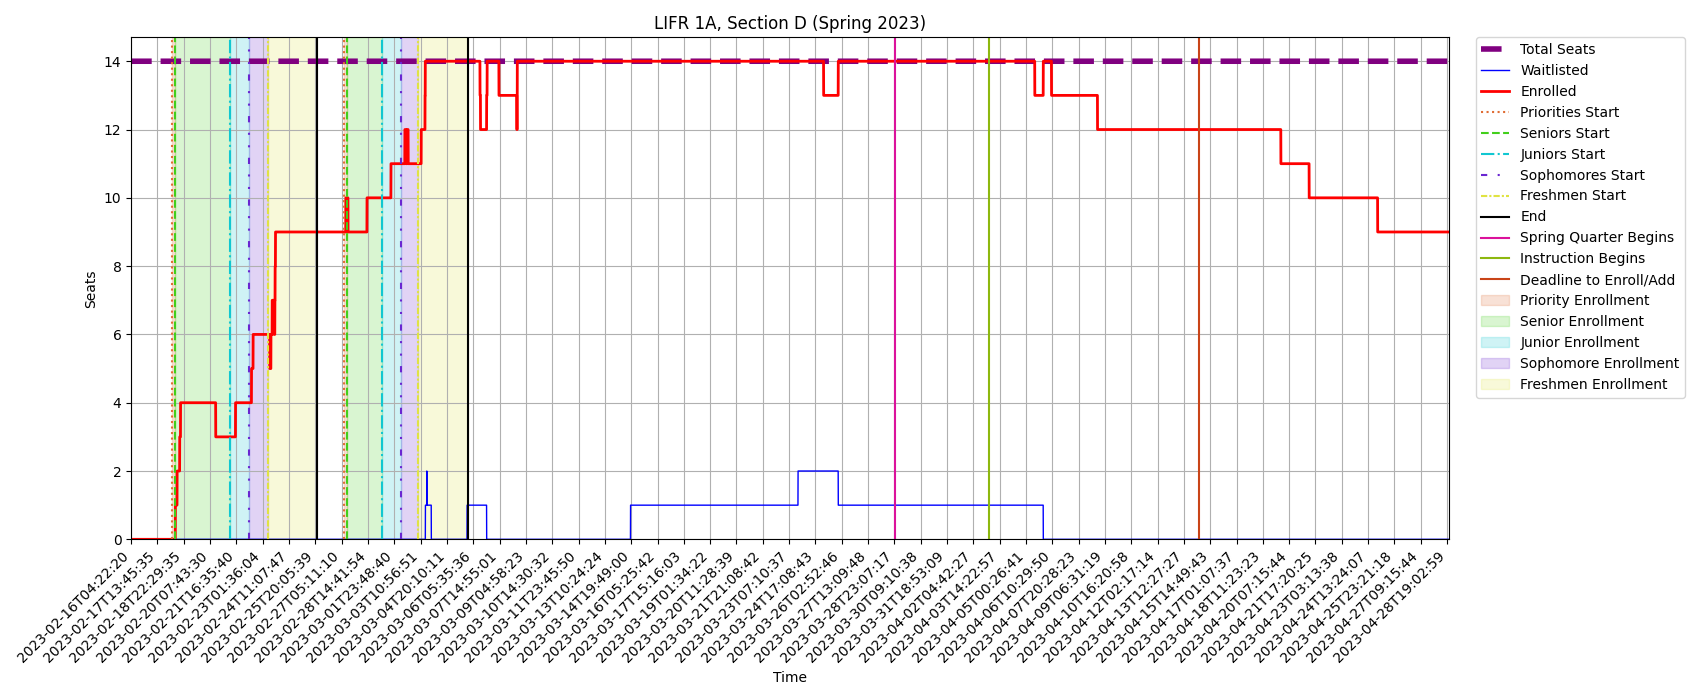 LIFR 1A, Section D (Spring 2023)
Seats
14
12
10
8
6
4
2
0
2023-02-16T04:22:20
2023-02-17T13:45:35
2023-02-18T22:29:35
2023-02-20T07:43:30
2023-02-21T16:35:40
2023-02-23T01:36:04
2023-02-24T11:07:47
2023-02-25T20:05:39
2023-02-27T05:11:10
2023-02-28T14:41:54
2023-03-01T23:48:40
2023-03-03T10:56:51
2023-03-04T20:10:11
2023-03-06T05:35:36
2023-03-07T14:55:01
2023-03-09T04:58:23
2023-03-10T14:30:32
2023-03-11T23:45:50
2023-03-13T10:24:24
2023-03-14T19:49:00
2023-03-16T05:25:42
2023-03-17T15:16:03
2023-03-19T01:34:22
2023-03-20T11:28:39
2023-03-21T21:08:42
2023-03-23T07:10:37
2023-03-24T17:08:43
2023-03-26T02:52:46
2023-03-27T13:09:48
2023-03-28T23:07:17
2023-03-30T09:10:38
2023-03-31T18:53:09
2023-04-02T04:42:27
2023-04-03T14:22:57
2023-04-05T00:26:41
2023-04-06T10:29:50
2023-04-07T20:28:23
2023-04-09T06:31:19
2023-04-10T16:20:58
2023-04-12T02:17:14
2023-04-13T12:27:27
2023-04-15T14:49:43
2023-04-17T01:07:37
2023-04-18T11:23:23
2023-04-20T07:15:44
2023-04-21T17:20:25
2023-04-23T03:13:38
2023-04-24T13:24:07
2023-04-25T23:21:18
2023-04-27T09:15:44
2023-04-28T19:02:59
Time
Total Seats
Waitlisted
Enrolled
Priorities Start
Seniors Start
Juniors Start
Sophomores Start
Freshmen Start
End
Spring Quarter Begins
Instruction Begins
Deadline to Enroll/Add
Priority Enrollment
Senior Enrollment
Junior Enrollment
Sophomore Enrollment
Freshmen Enrollment